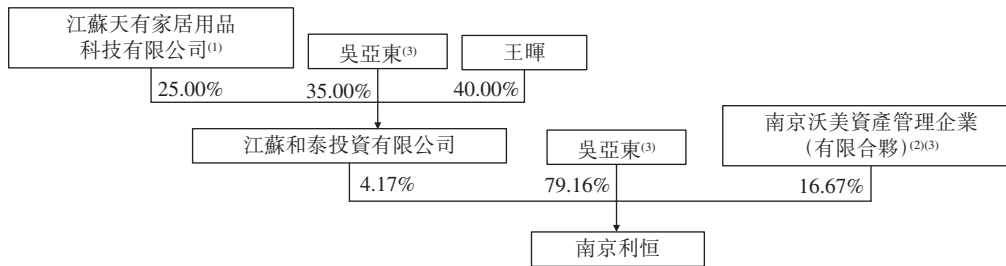 江蘇天有家居用品
科技有限公司(1)
吳亞東(3)
王暉
25.00%
35.00%
40.00%
江蘇和泰投資有限公司
吳亞東(3)
南京沃美資產管理企業
(有限合夥)(2)(3)
4.17%
79.16%
16.67%
南京利恒